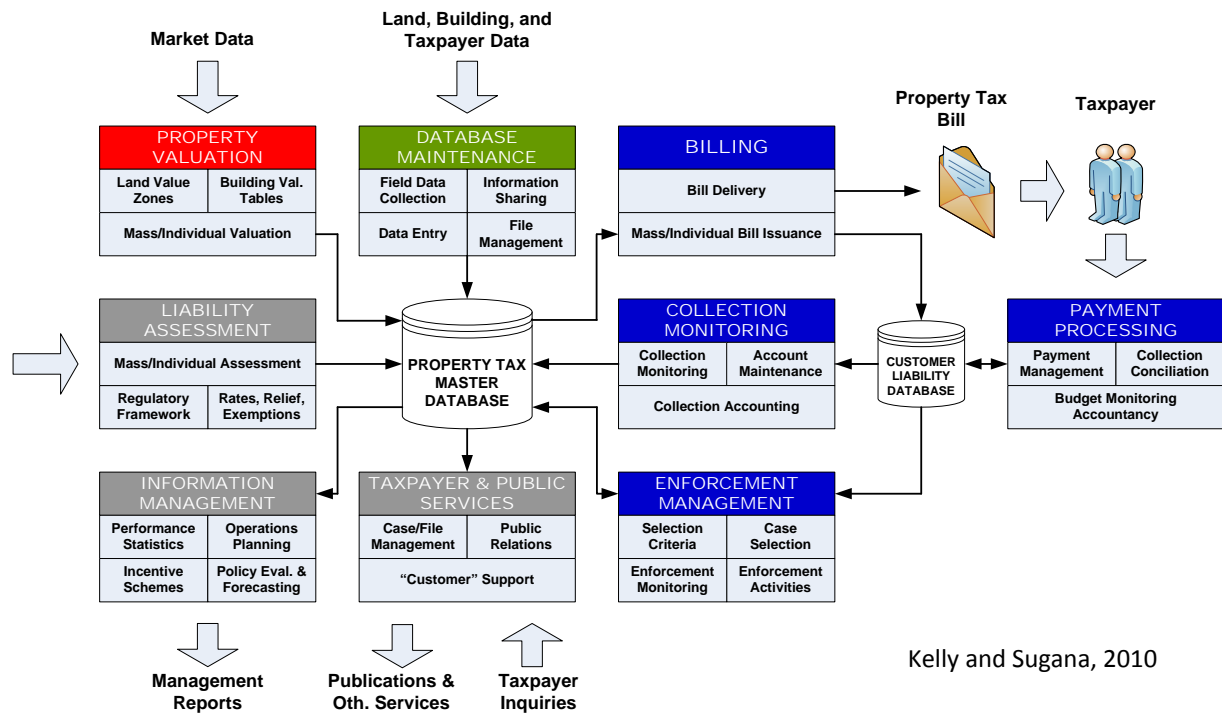 Market Data
Land, Building, and
Taxpayer Data
Property Tax
Bill
Taxpayer
PROPERTY
VALUATION
Land Value
Zones
Building Val.
Tables
Mass/Individual Valuation
DATABASE
MAINTENANCE
Field Data
Collection
Information
Sharing
Data Entry
File
Management
BILLING
Bill Delivery
Mass/Individual Bill Issuance
LIABILITY
ASSESSMENT
Mass/Individual Assessment
Regulatory
Framework
Rates, Relief,
Exemptions
PROPERTY TAX
MASTER
DATABASE
COLLECTION
MONITORING
Collection
Monitoring
Account
Maintenance
Collection Accounting
CUSTOMER
LIABILITY
DATABASE
PAYMENT
PROCESSING
Payment
Management
Collection
Conciliation
Budget Monitoring
Accountancy
INFORMATION
MANAGEMENT
Performance
Statistics
Operations
Planning
Incentive
Schemes
Policy Eval. &
Forecasting
TAXPAYER & PUBLIC
SERVICES
Case/File
Management
Public
Relations
“Customer” Support
ENFORCEMENT
MANAGEMENT
Selection
Criteria
Case
Selection
Enforcement
Monitoring
Enforcement
Activities
Management
Reports
Publications &
Oth. Services
Taxpayer
Inquiries
Kelly and Sugana, 2010